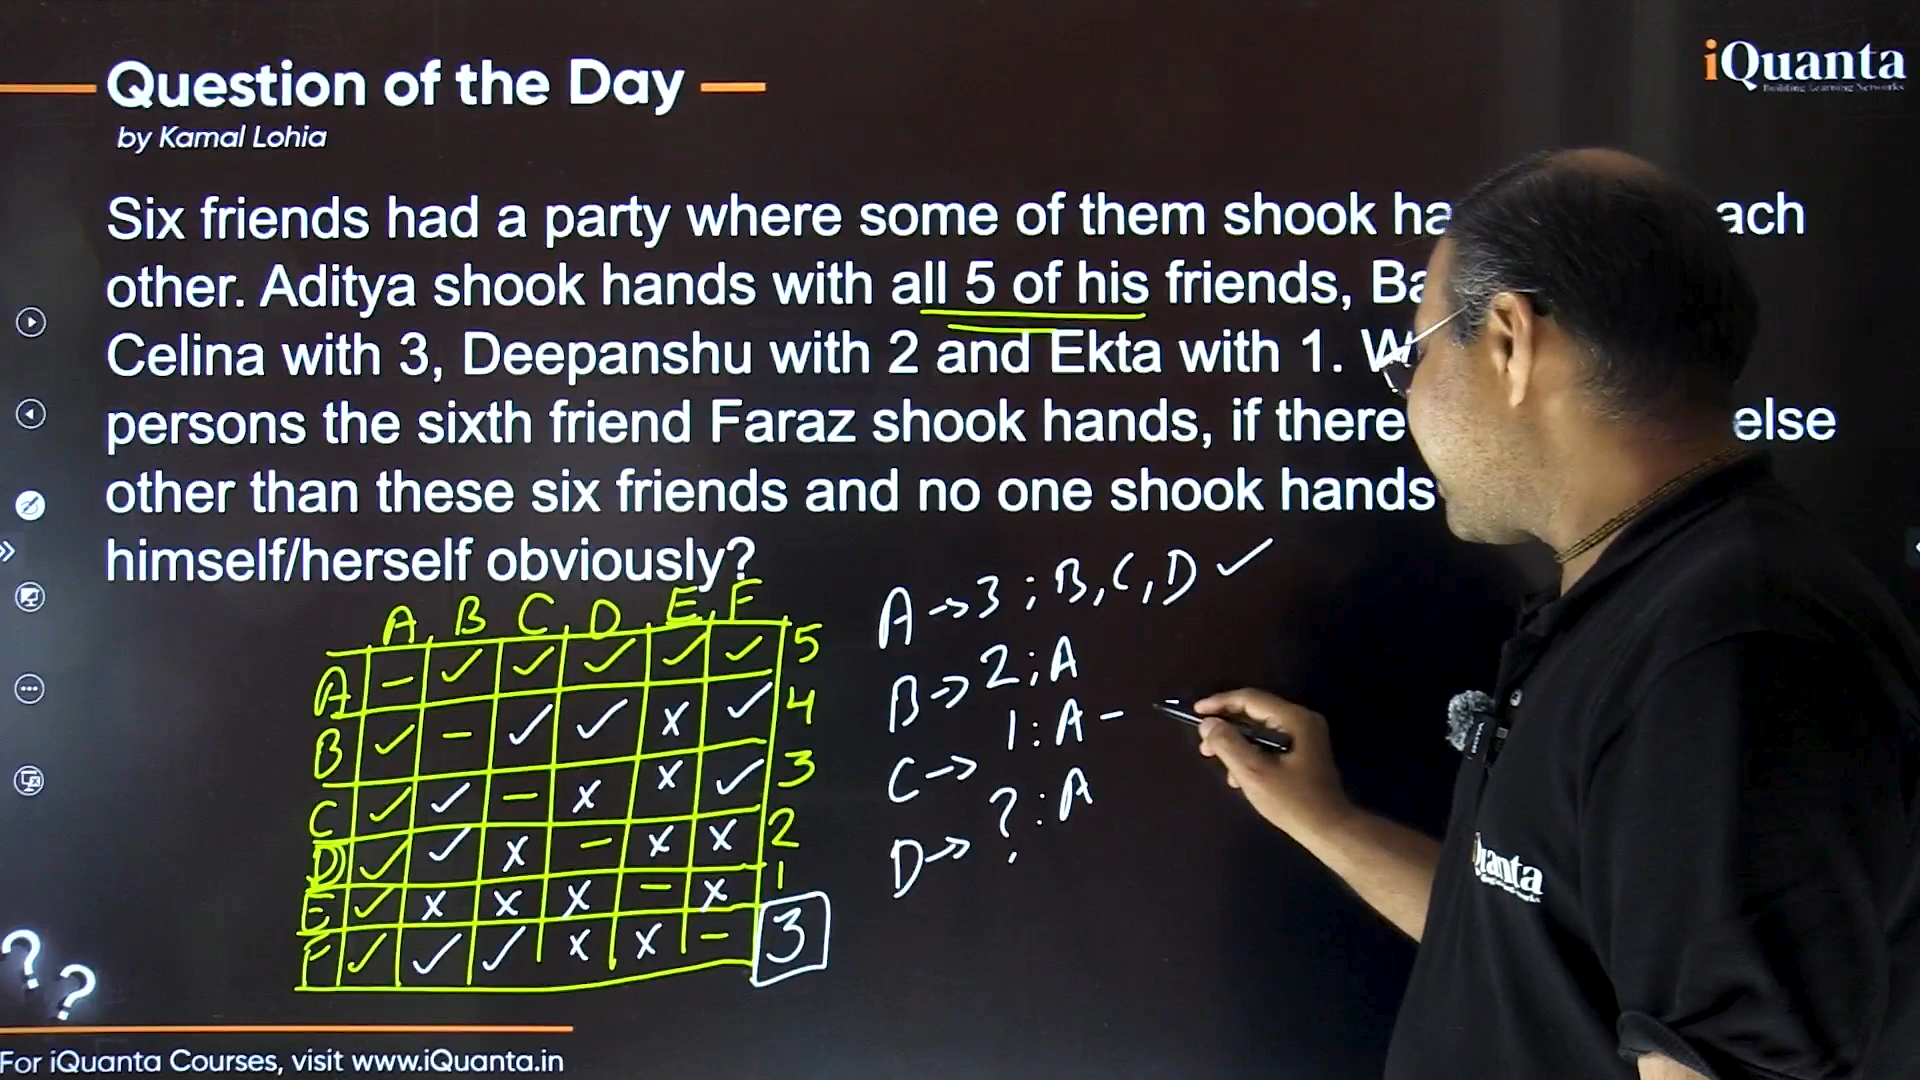 Question of the Day
by Kamal Lohia
iQuanta
Building Learning Networks
Six friends had a party where some of them shook ach
other. Aditya shook hands with all 5 of his friends,
Celina with 3, Deepanshu with 2 and Ekta with 1.
persons the sixth friend Faraz shook hands, if there else
other than these six friends and no one shook hands
himself/herself obviously?
A B C D E F
A - ✓ ✓ ✓ ✓ ✓ 5
B ✓ - ✓ ✓ x ✓ 4
C ✓ ✓ - x x ✓ 3
D ✓ ✓ x - x x 2
E ✓ x x x - x 1
F ✓ ✓ ✓ x x - 3
A → 3 ; B, C, D ✓
B → 2 ; A
C → 1 : A -
D → ? : A
? ?
For iQuanta Courses, visit www.iQuanta.in